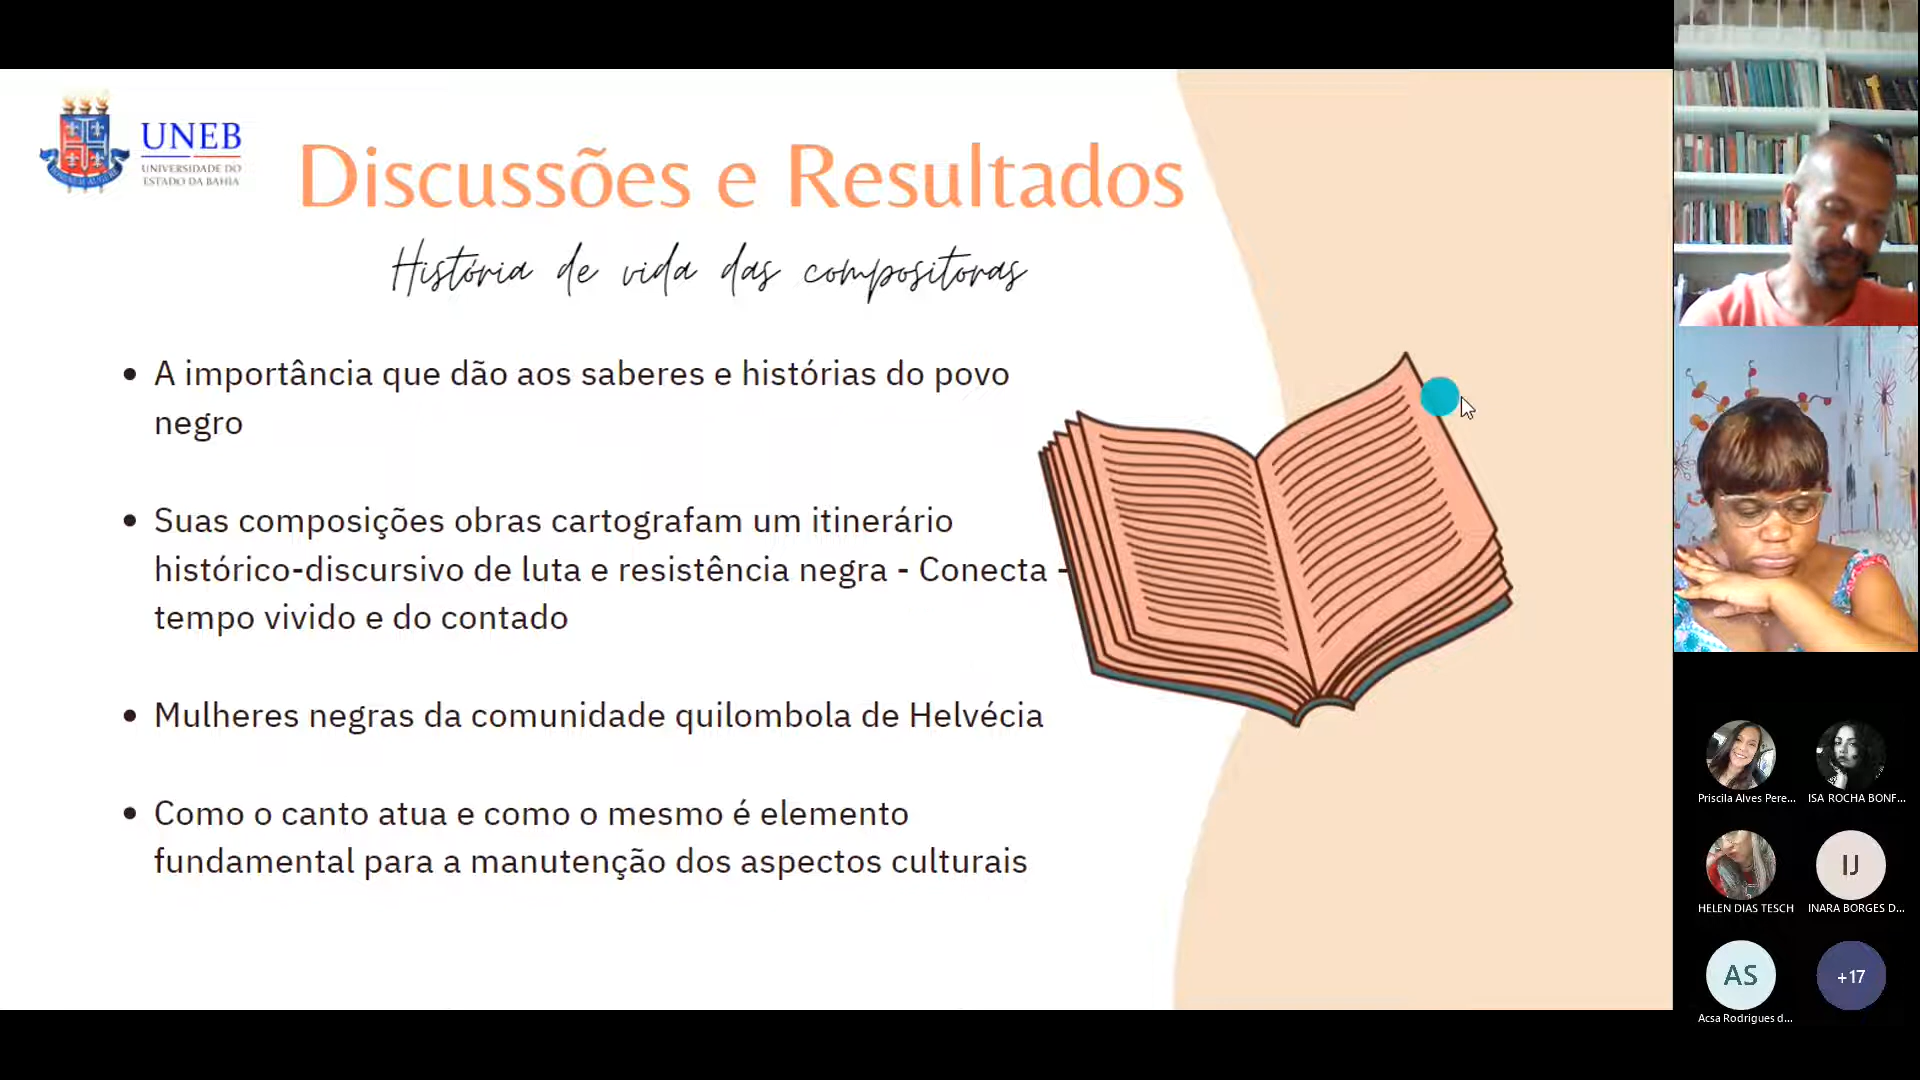 UNEB
UNIVERSIDADE DO
ESTADO DA BAHIA
Discussões e Resultados
História de vida das compositoras
A importância que dão aos saberes e histórias do povo
negro
Suas composições obras cartografam um itinerário
histórico-discursivo de luta e resistência negra - Conecta -
tempo vivido e do contado
Mulheres negras da comunidade quilombola de Helvécia
Como o canto atua e como o mesmo é elemento
fundamental para a manutenção dos aspectos culturais
Priscila Alves Pere...
ISA ROCHA BONF...
HELEN DIAS TESCH
IJ
INARA BORGES D...
AS
Acsa Rodrigues d...
+17